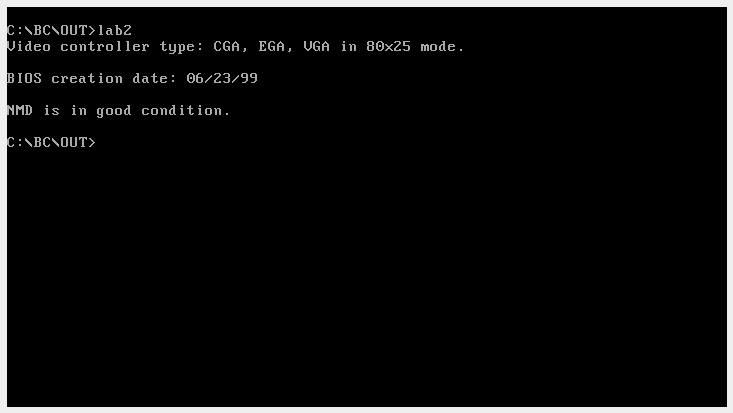 C:\BC\OUT>lab2
Video controller type: CGA, EGA, VGA in 80x25 mode.
BIOS creation date: 06/23/99
NMD is in good condition.
C:\BC\OUT>